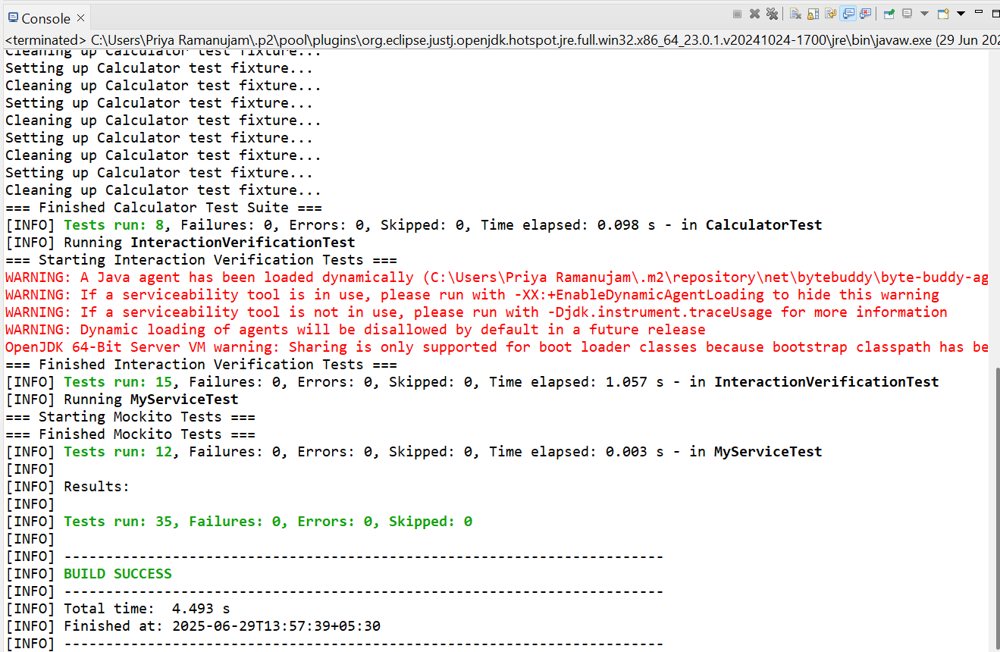 Console
<terminated> C:\Users\Priya Ramanujam\.p2\pool\plugins\org.eclipse.justj.openjdk.hotspot.jre.full.win32.x86_64_23.0.1.v20241024-1700\jre\bin\javaw.exe (29 Jun 202
Cleaning up Calculator test fixture...
Setting up Calculator test fixture...
Cleaning up Calculator test fixture...
Setting up Calculator test fixture...
Cleaning up Calculator test fixture...
Setting up Calculator test fixture...
Cleaning up Calculator test fixture...
Setting up Calculator test fixture...
Cleaning up Calculator test fixture...
=== Finished Calculator Test Suite ===
[INFO] Tests run: 8, Failures: 0, Errors: 0, Skipped: 0, Time elapsed: 0.098 s - in CalculatorTest
[INFO] Running InteractionVerificationTest
=== Starting Interaction Verification Tests ===
WARNING: A Java agent has been loaded dynamically (C:\Users\Priya Ramanujam\.m2\repository\net\bytebuddy\byte-buddy-ag
WARNING: If a serviceability tool is in use, please run with -XX:+EnableDynamicAgentLoading to hide this warning
WARNING: If a serviceability tool is not in use, please run with -Djdk.instrument.traceUsage for more information
WARNING: Dynamic loading of agents will be disallowed by default in a future release
OpenJDK 64-Bit Server VM warning: Sharing is only supported for boot loader classes because bootstrap classpath has be
=== Finished Interaction Verification Tests ===
[INFO] Tests run: 15, Failures: 0, Errors: 0, Skipped: 0, Time elapsed: 1.057 s - in InteractionVerificationTest
[INFO] Running MyServiceTest
=== Starting Mockito Tests ===
=== Finished Mockito Tests ===
[INFO] Tests run: 12, Failures: 0, Errors: 0, Skipped: 0, Time elapsed: 0.003 s - in MyServiceTest
[INFO]
[INFO] Results:
[INFO]
[INFO] Tests run: 35, Failures: 0, Errors: 0, Skipped: 0
[INFO]
[INFO] ------------------------------------------------------------------------
[INFO] BUILD SUCCESS
[INFO] ------------------------------------------------------------------------
[INFO] Total time:  4.493 s
[INFO] Finished at: 2025-06-29T13:57:39+05:30
[INFO] ------------------------------------------------------------------------